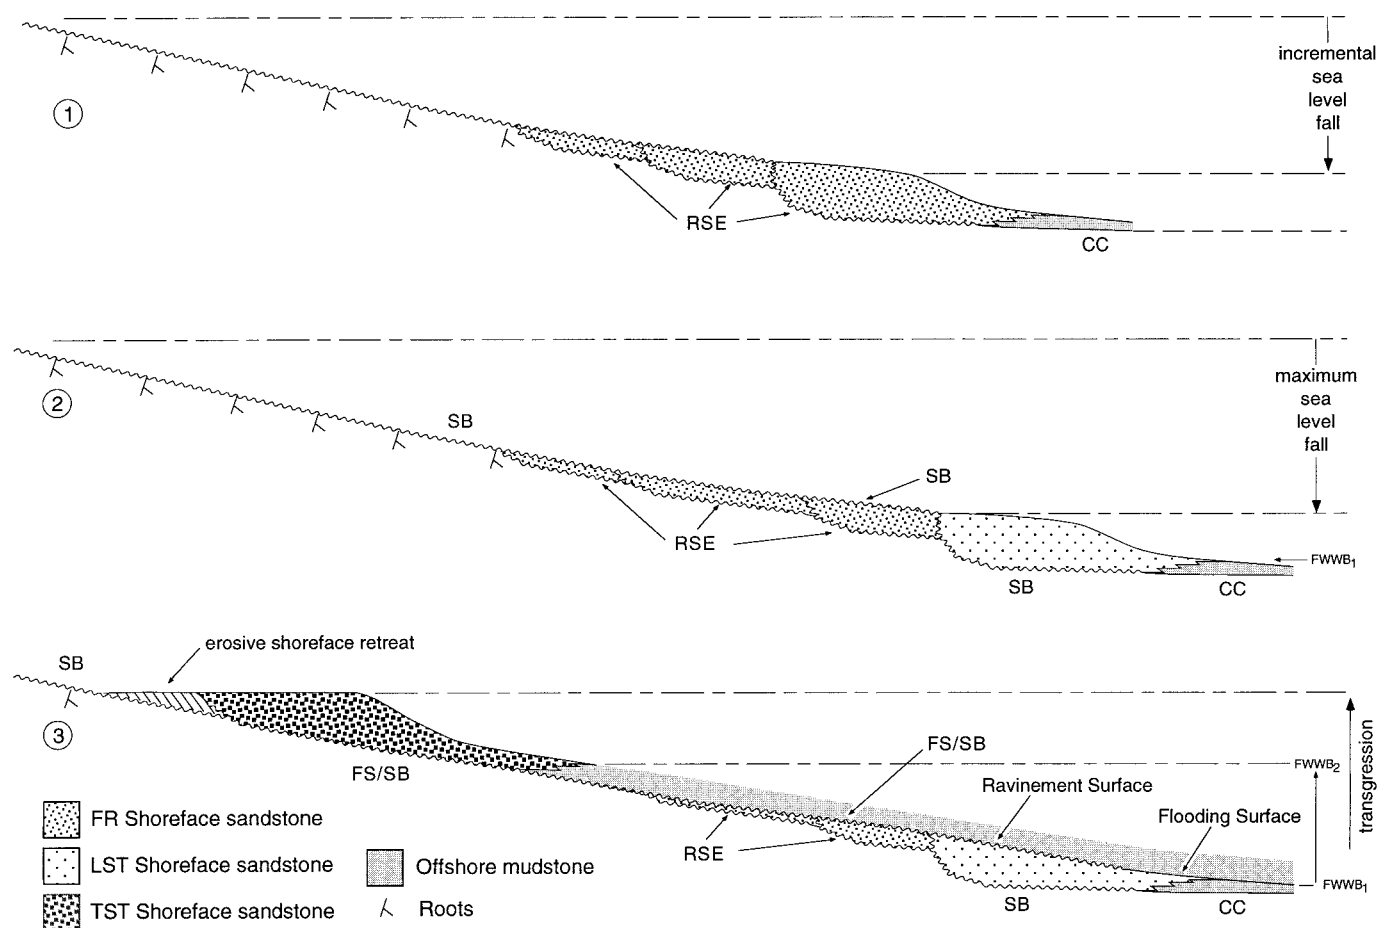 1
incremental
sea
level
fall
RSE
CC
2
SB
maximum
sea
level
fall
SB
RSE
FWWB1
SB
CC
erosive shoreface retreat
SB
3
FS/SB
FS/SB
FWWB2
Ravinement Surface
transgression
Flooding Surface
RSE
FWWB1
SB
CC
FR Shoreface sandstone
LST Shoreface sandstone
Offshore mudstone
TST Shoreface sandstone
Roots